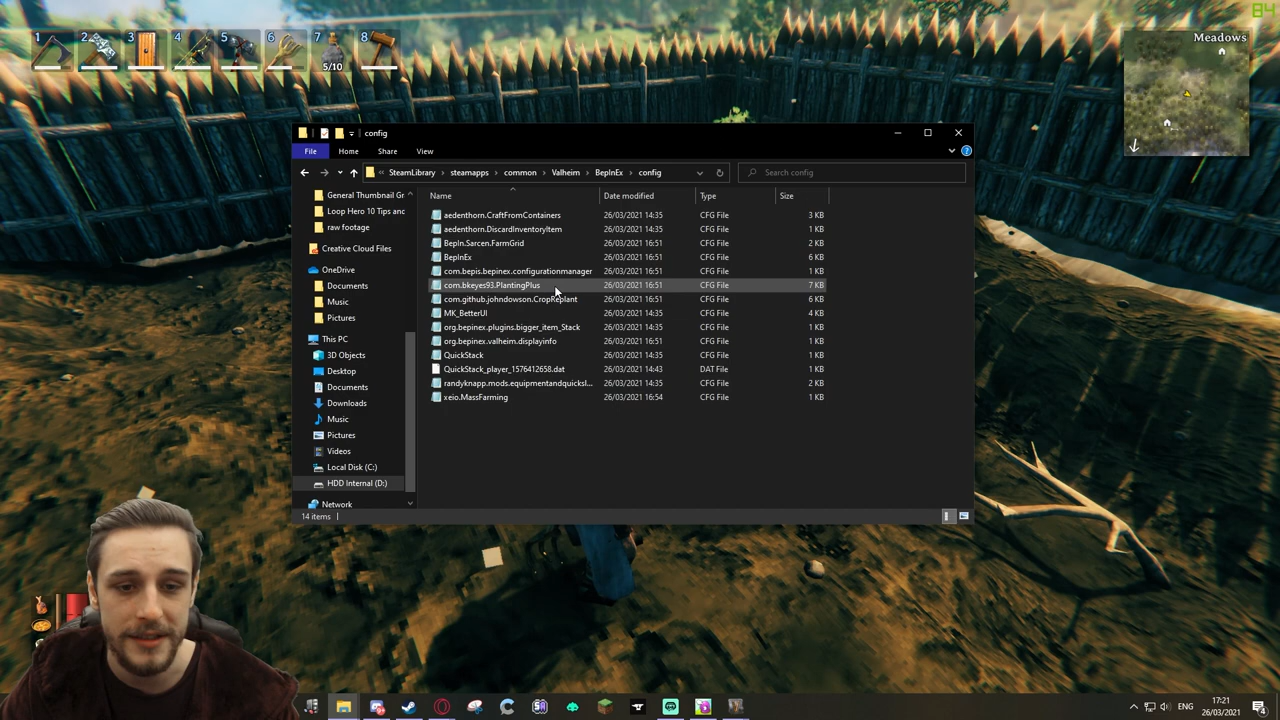 84
1 2 3 4 5 6 7 8
5/10
Meadows
config
File Home Share View
« SteamLibrary steamapps common Valheim BepInEx config
Search config
Name Date modified Type Size
General Thumbnail Gr
Loop Hero 10 Tips anc
raw footage
Creative Cloud Files
OneDrive
Documents
Music
Pictures
This PC
3D Objects
Desktop
Documents
Downloads
Music
Pictures
Videos
Local Disk (C:)
HDD Internal (D:)
Network
aedenthorn.CraftFromContainers 26/03/2021 14:35 CFG File 3 KB
aedenthorn.DiscardInventoryItem 26/03/2021 14:35 CFG File 1 KB
BepIn.Sarcen.FarmGrid 26/03/2021 16:51 CFG File 2 KB
BepInEx 26/03/2021 16:51 CFG File 6 KB
com.bepis.bepinex.configurationmanager 26/03/2021 16:51 CFG File 1 KB
com.bkeyes93.PlantingPlus 26/03/2021 16:51 CFG File 7 KB
com.github.johndowson.CropReplant 26/03/2021 16:51 CFG File 6 KB
MK_BetterUI 26/03/2021 14:35 CFG File 4 KB
org.bepinex.plugins.bigger_item_Stack 26/03/2021 14:35 CFG File 1 KB
org.bepinex.valheim.displayinfo 26/03/2021 16:51 CFG File 1 KB
QuickStack 26/03/2021 14:35 CFG File 1 KB
QuickStack_player_1576412658.dat 26/03/2021 14:43 DAT File 1 KB
randyknapp.mods.equipmentandquicksl... 26/03/2021 14:35 CFG File 2 KB
xeio.MassFarming 26/03/2021 16:54 CFG File 1 KB
14 items
ENG
17:21
26/03/2021
4